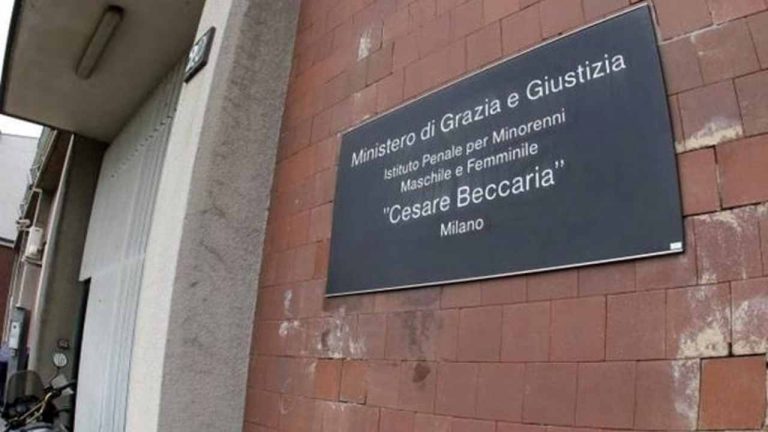 Ministero di Grazia e Giustizia
Istituto Penale per Minorenni
Maschile e Femminile
"Cesare Beccaria"
Milano